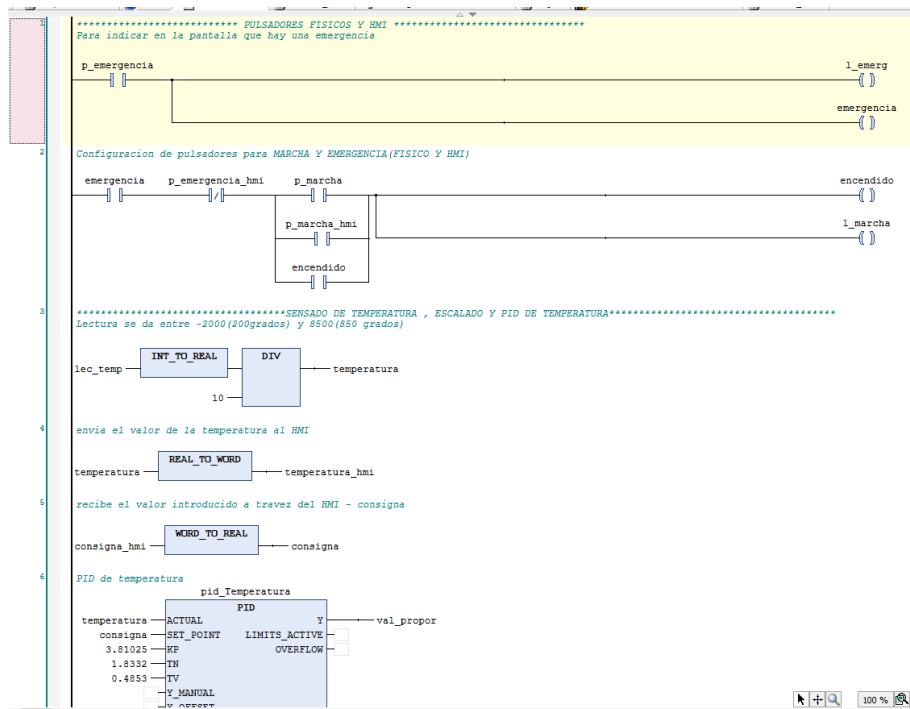 1
************************** PULSADORES FISICOS Y HMI ********************************
Para indicar en la pantalla que hay una emergencia
p_emergencia
l_emerg
emergencia
2
Configuracion de pulsadores para MARCHA Y EMERGENCIA(FISICO Y HMI)
emergencia p_emergencia_hmi p_marcha encendido
p_marcha_hmi l_marcha
encendido
3
***********************************SENSADO DE TEMPERATURA , ESCALADO Y PID DE TEMPERATURA**************************************
Lectura se da entre -2000(200grados) y 8500(850 grados)
INT_TO_REAL DIV
lec_temp temperatura
10
4
envia el valor de la temperatura al HMI
REAL_TO_WORD
temperatura temperatura_hmi
5
recibe el valor introducido a travez del HMI - consigna
WORD_TO_REAL
consigna_hmi consigna
6
PID de temperatura
pid_Temperatura
PID
temperatura ACTUAL Y val_propor
consigna SET_POINT LIMITS_ACTIVE
3.81025 KP OVERFLOW
1.8332 TN
0.4853 TV
Y_MANUAL
Y_OFFSET
100 %